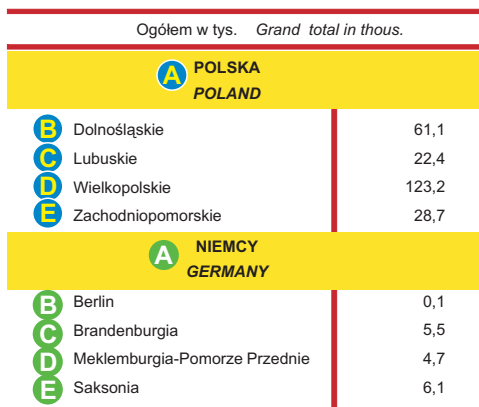 Ogółem w tys. Grand total in thous.
A POLSKA
POLAND
B Dolnośląskie 61,1
C Lubuskie 22,4
D Wielkopolskie 123,2
E Zachodniopomorskie 28,7
A NIEMCY
GERMANY
B Berlin 0,1
C Brandenburgia 5,5
D Meklemburgia-Pomorze Przednie 4,7
E Saksonia 6,1